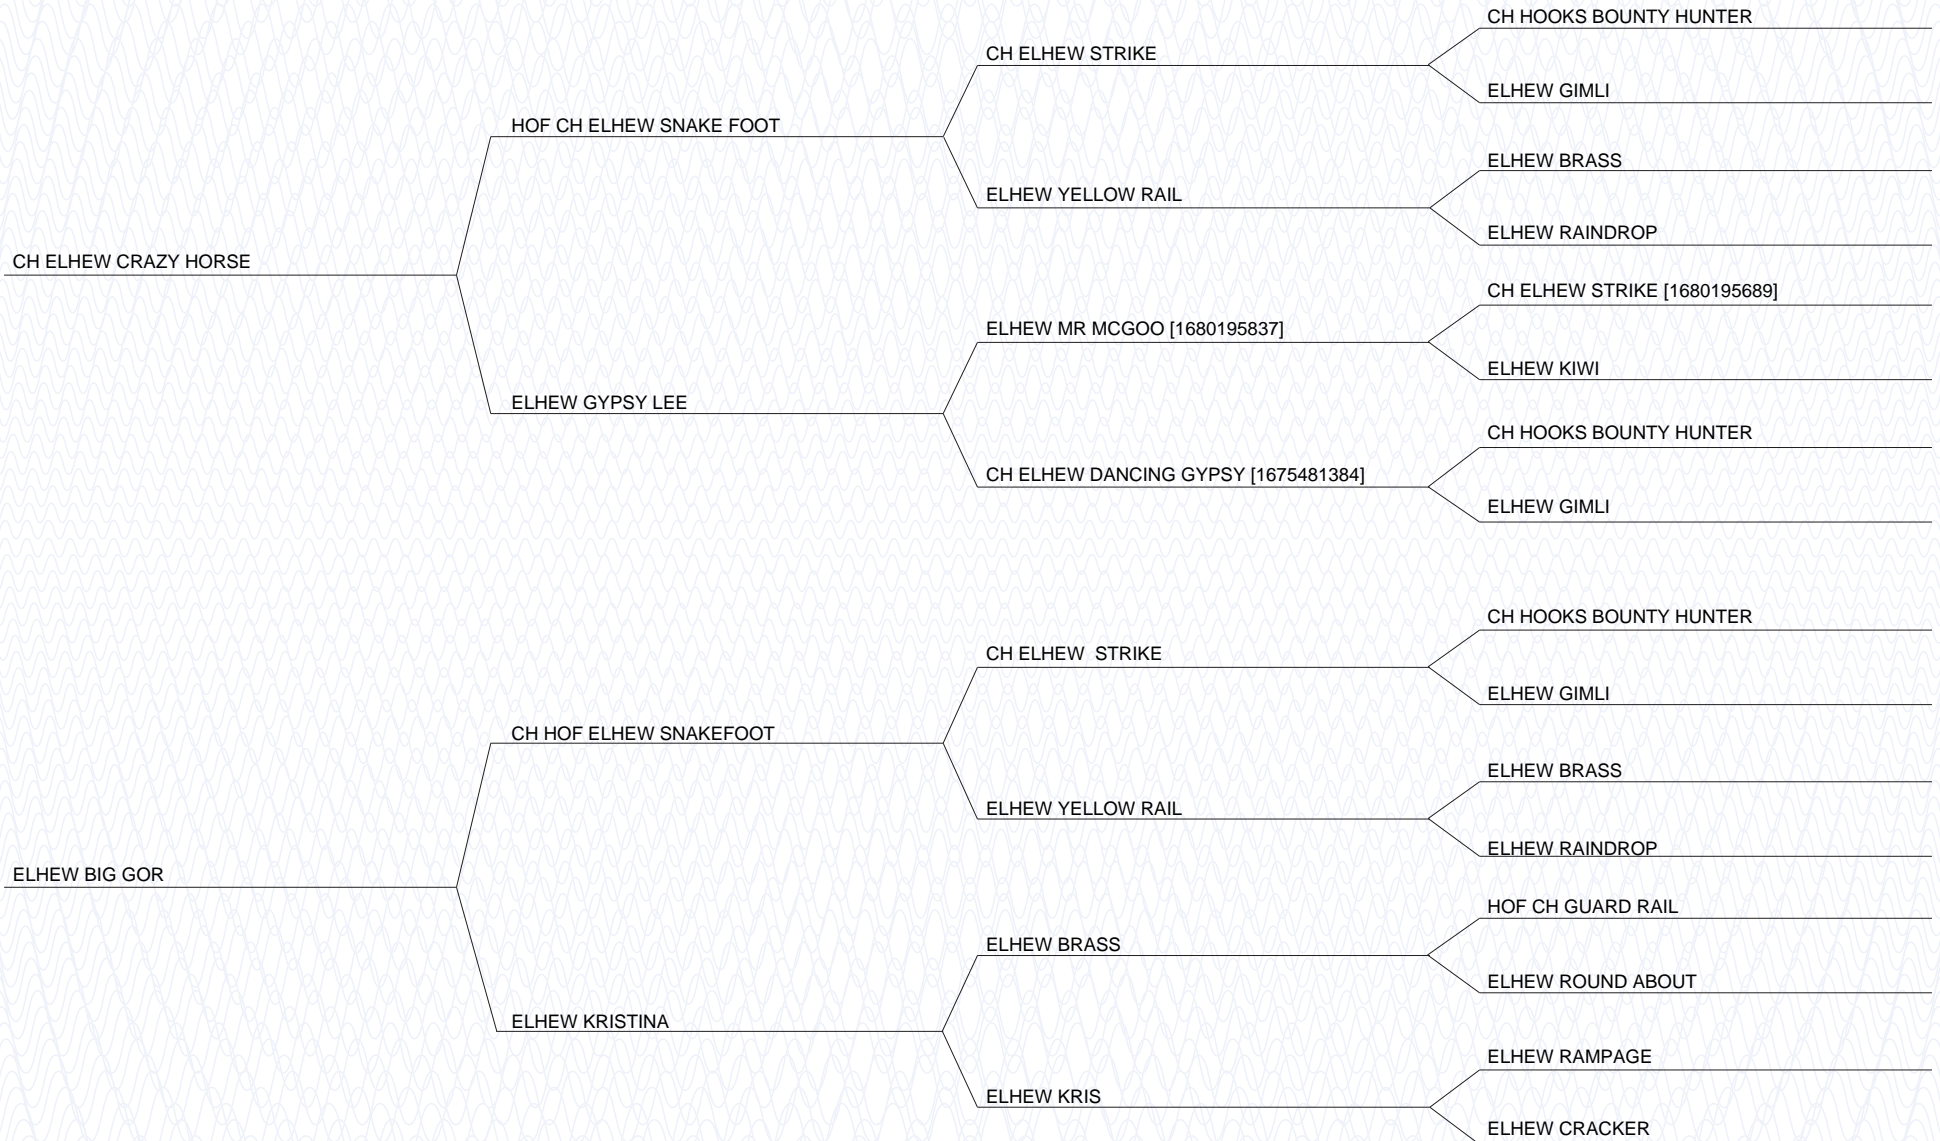 CH HOOKS BOUNTY HUNTER
CH ELHEW STRIKE
ELHEW GIMLI
HOF CH ELHEW SNAKE FOOT
ELHEW BRASS
ELHEW YELLOW RAIL
ELHEW RAINDROP
CH ELHEW CRAZY HORSE
CH ELHEW STRIKE [1680195689]
ELHEW MR MCGOO [1680195837]
ELHEW KIWI
ELHEW GYPSY LEE
CH HOOKS BOUNTY HUNTER
CH ELHEW DANCING GYPSY [1675481384]
ELHEW GIMLI
CH HOOKS BOUNTY HUNTER
CH ELHEW  STRIKE
ELHEW GIMLI
CH HOF ELHEW SNAKEFOOT
ELHEW BRASS
ELHEW YELLOW RAIL
ELHEW RAINDROP
ELHEW BIG GOR
HOF CH GUARD RAIL
ELHEW BRASS
ELHEW ROUND ABOUT
ELHEW KRISTINA
ELHEW RAMPAGE
ELHEW KRIS
ELHEW CRACKER